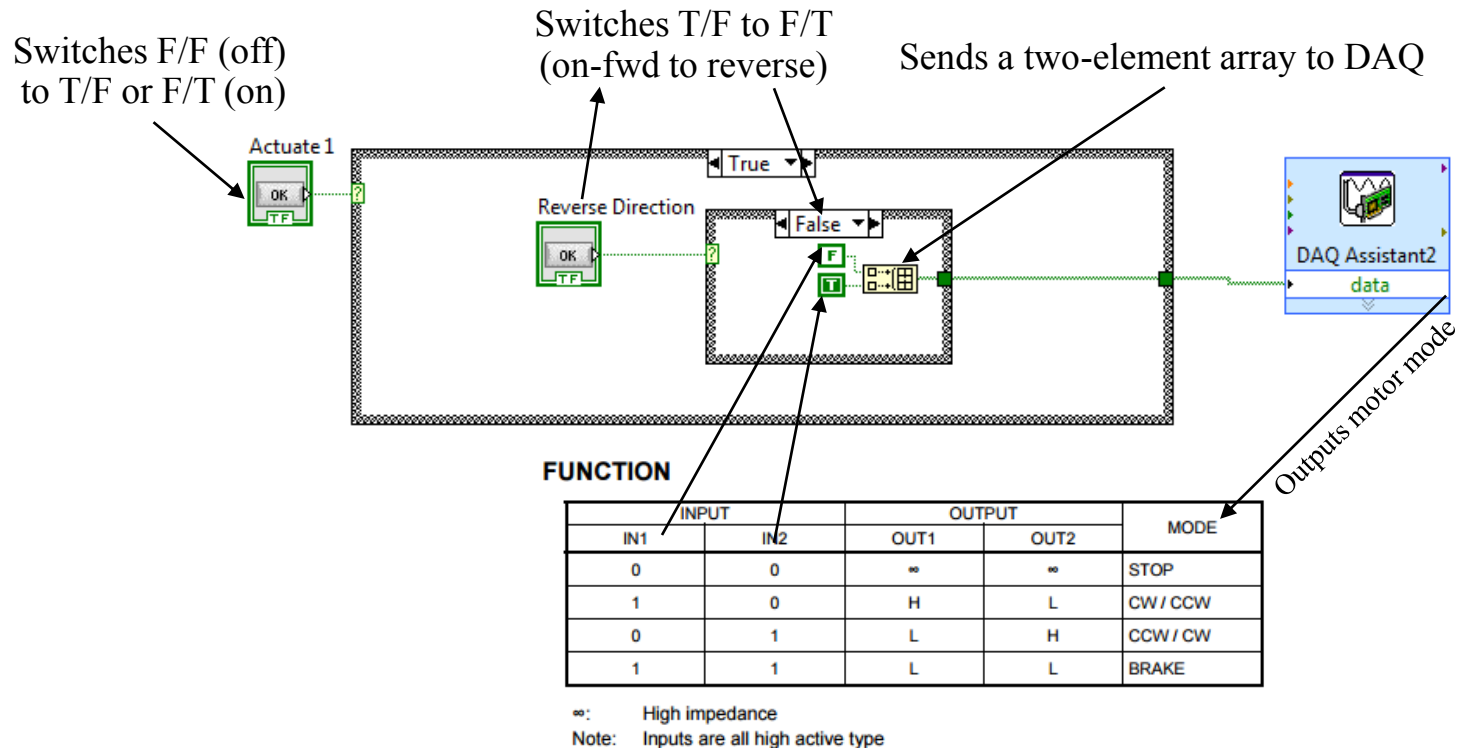 Switches F/F (off)
to T/F or F/T (on)
Switches T/F to F/T
(on-fwd to reverse)
Sends a two-element array to DAQ
Actuate 1
OK
TF
?
True
Reverse Direction
OK
TF
?
False
F
T
DAQ Assistant2
data
Outputs motor mode
FUNCTION
INPUT OUTPUT MODE
IN1 IN2 OUT1 OUT2
0 0 ∞ ∞ STOP
1 0 H L CW / CCW
0 1 L H CCW / CW
1 1 L L BRAKE
∞: High impedance
Note: Inputs are all high active type